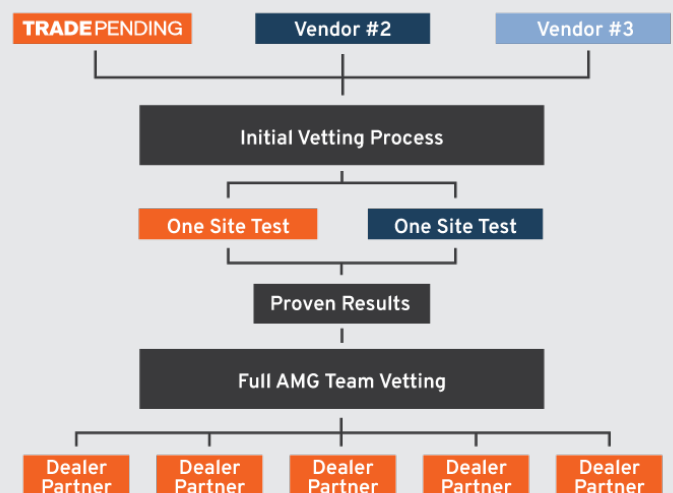 TRADEPENDING
Vendor #2
Vendor #3
Initial Vetting Process
One Site Test
One Site Test
Proven Results
Full AMG Team Vetting
Dealer
Partner
Dealer
Partner
Dealer
Partner
Dealer
Partner
Dealer
Partner